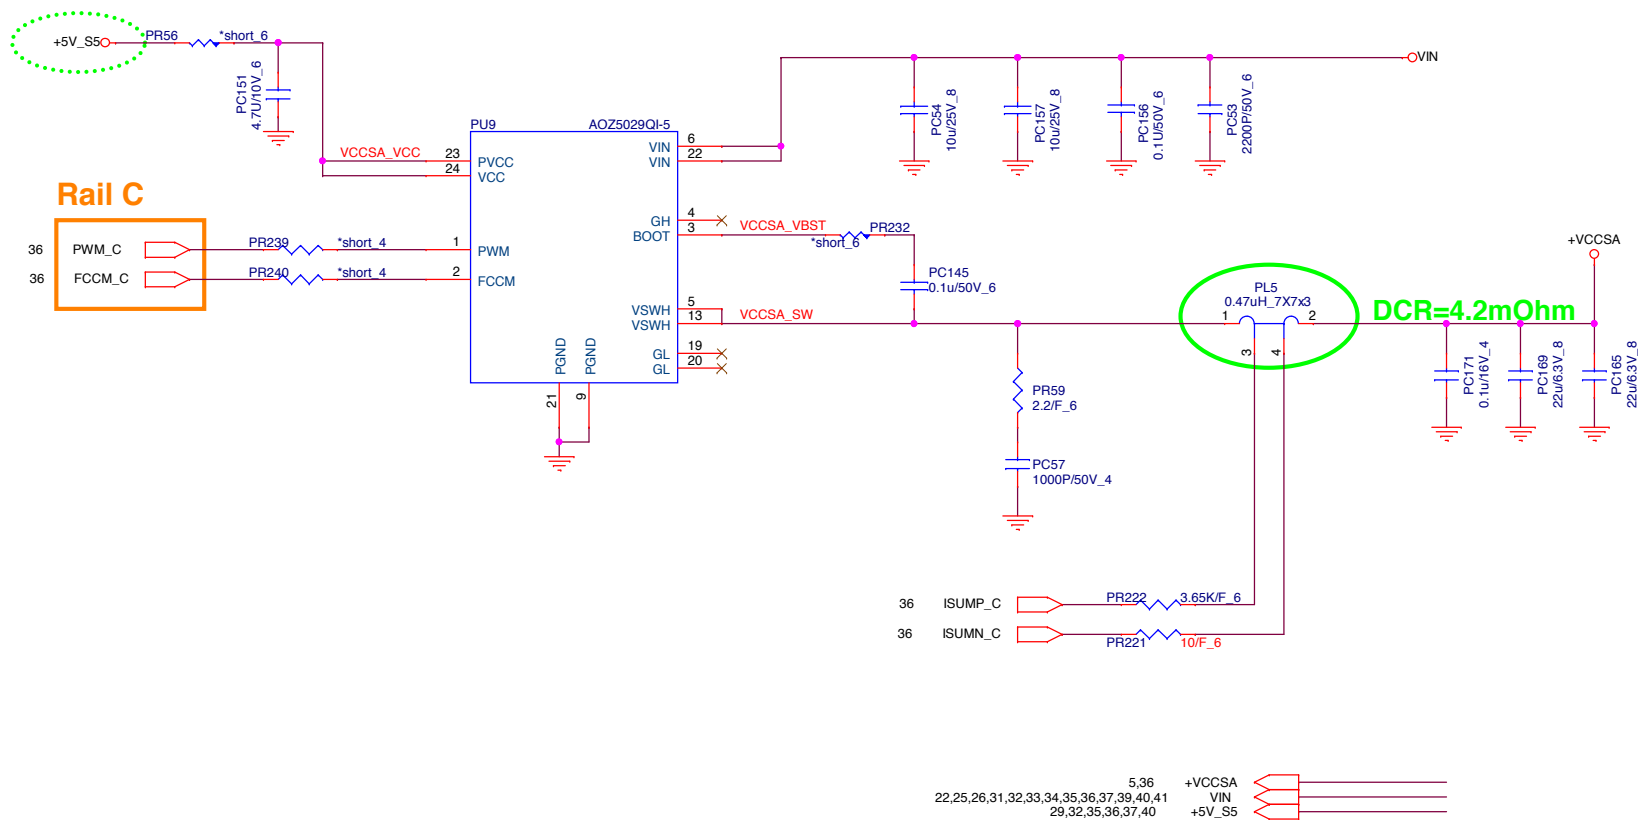 +5V_S5
PR56
*short_6
PC151
4.7U/10V_6
VIN
PC54
10u/25V_8
PC157
10u/25V_8
PC156
0.1U/50V_6
PC53
2200P/50V_6
PU9
AOZ5029QI-5
VCCSA_VCC
23
PVCC
24
VCC
VIN
6
VIN
22
Rail C
36
PWM_C
PR239
*short_4
1
PWM
36
FCCM_C
PR240
*short_4
2
FCCM
GH
4
BOOT
3
VCCSA_VBST
*short_6
PR232
PC145
0.1u/50V_6
VSWH
5
VSWH
13
VCCSA_SW
GL
19
GL
20
PGND
PGND
21
9
+VCCSA
PL5
0.47uH_7X7x3
1
2
3
4
DCR=4.2mOhm
PC171
0.1u/16V_4
PC169
22u/6.3V_8
PC165
22u/6.3V_8
PR59
2.2/F_6
PC57
1000P/50V_4
36
ISUMP_C
PR222
3.65K/F_6
36
ISUMN_C
PR221
10/F_6
5,36 +VCCSA
22,25,26,31,32,33,34,35,36,37,39,40,41 VIN
29,32,35,36,37,40 +5V_S5